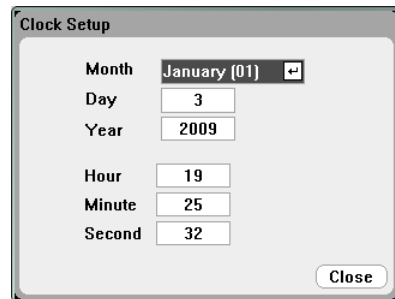 Clock Setup
Month January (01)
Day 3
Year 2009
Hour 19
Minute 25
Second 32
Close